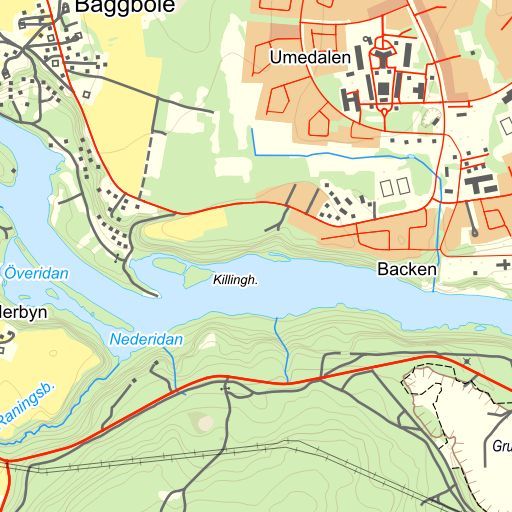 Baggböle
Umedalen
Backen
Överidan
Killingh.
Nederidan
Raningsb.